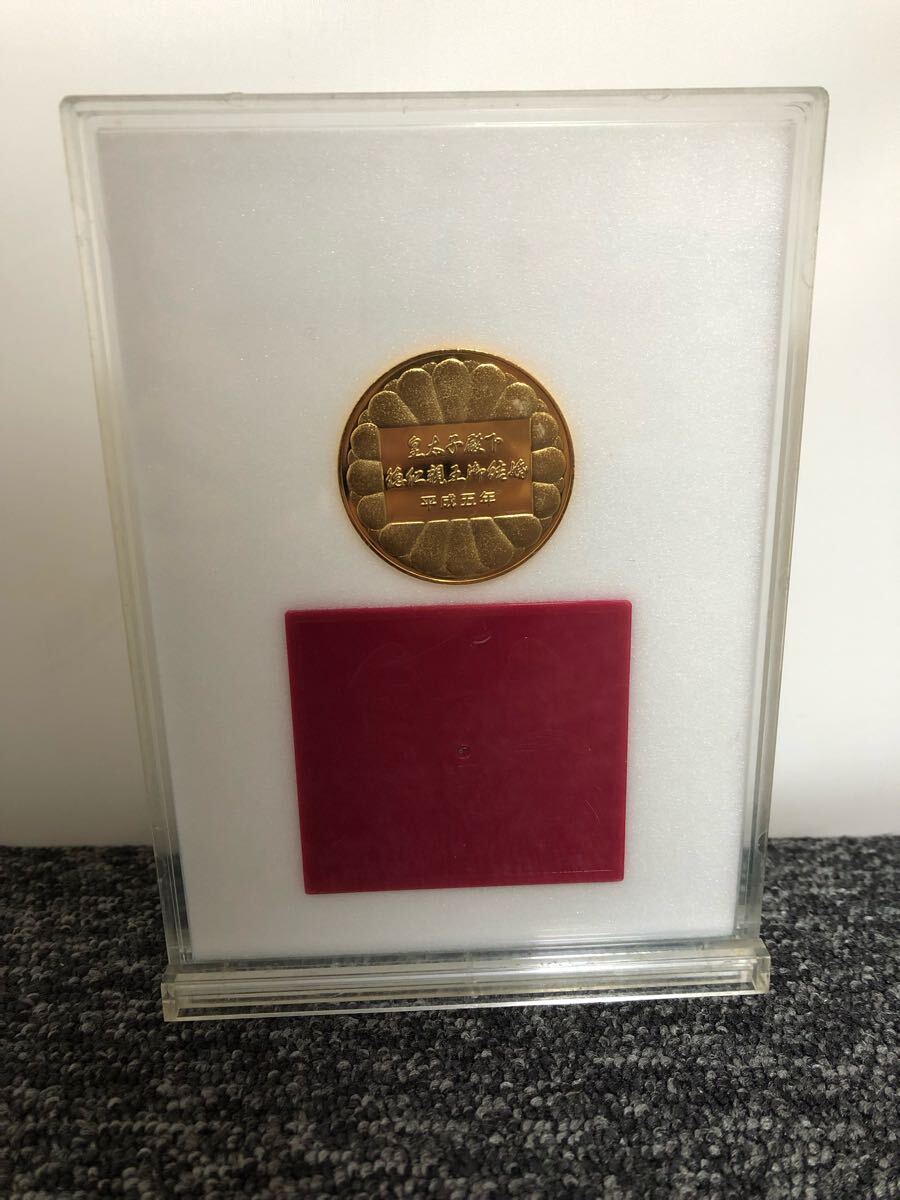 皇太子殿下
徳仁親王御結婚
平成五年